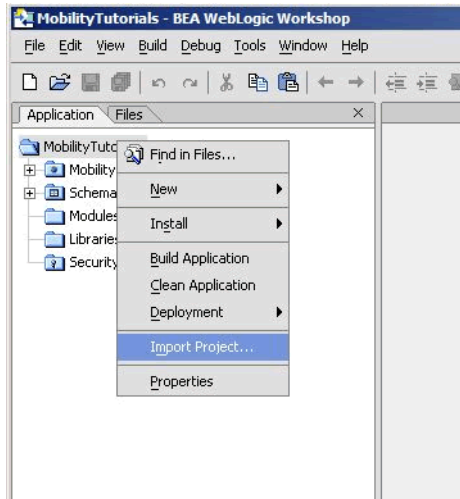 MobilityTutorials - BEA WebLogic Workshop
File Edit View Build Debug Tools Window Help
Application Files
MobilityTuto
Find in Files...
Mobility
New
Schema
Modules
Install
Libraries
Build Application
Security
Clean Application
Deployment
Import Project...
Properties